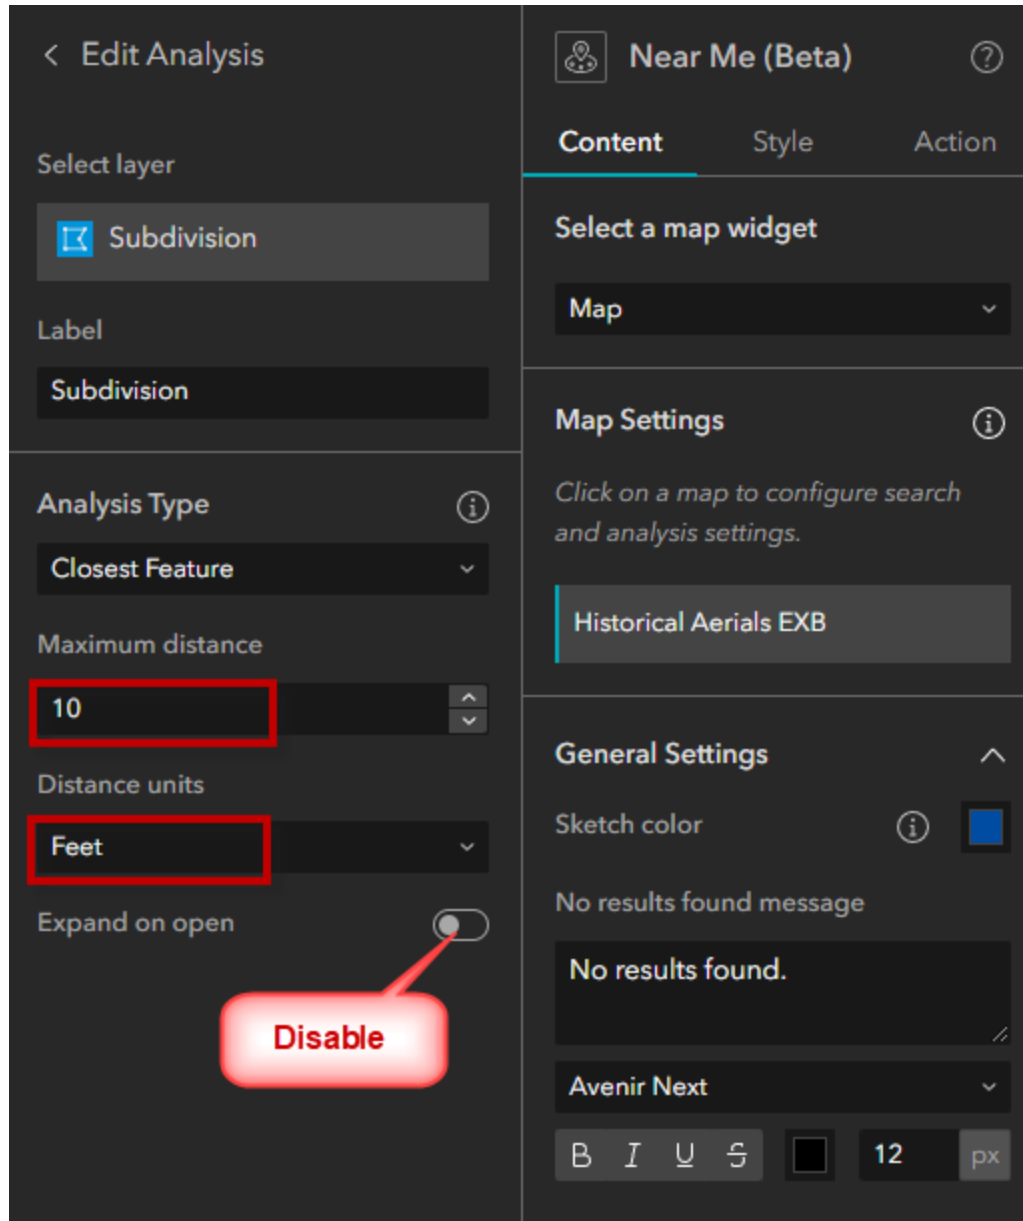 Edit Analysis
Select layer
Subdivision
Label
Subdivision
Analysis Type
Closest Feature
Maximum distance
10
Distance units
Feet
Expand on open
Disable
Near Me (Beta)
Content Style Action
Select a map widget
Map
Map Settings
Click on a map to configure search
and analysis settings.
Historical Aerials EXB
General Settings
Sketch color
No results found message
No results found.
Avenir Next
B I U S 12 px